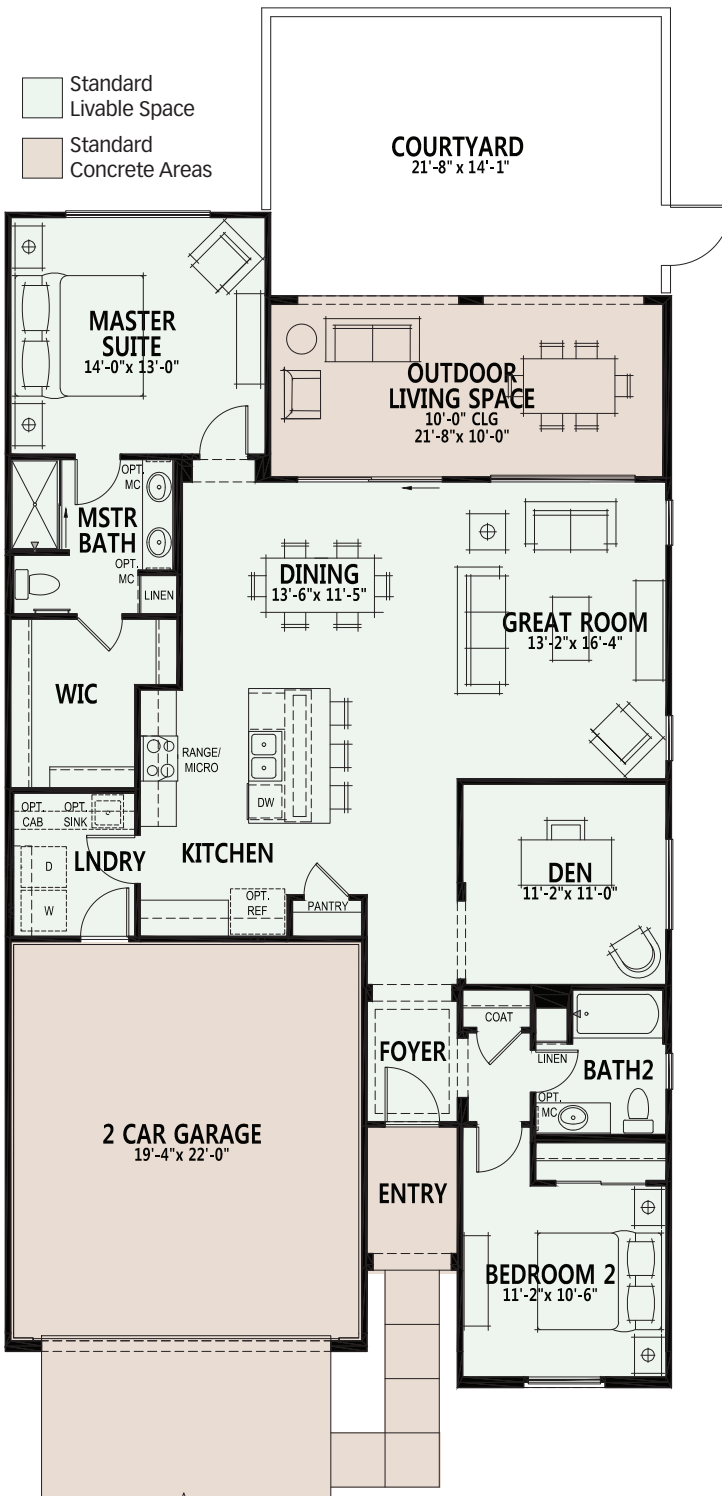 Standard
Livable Space
Standard
Concrete Areas
COURTYARD
21'-8" x 14'-1"
MASTER
SUITE
14'-0"x 13'-0"
OUTDOOR
LIVING SPACE
10'-0" CLG
21'-8"x 10'-0"
OPT.
MC
MSTR
BATH
OPT.
MC
LINEN
DINING
13'-6"x 11'-5"
GREAT ROOM
13'-2"x 16'-4"
WIC
RANGE/
MICRO
DW
OPT.
CAB
OPT.
SINK
LNDRY
D
W
KITCHEN
OPT.
REF
PANTRY
DEN
11'-2"x 11'-0"
COAT
FOYER
LINEN
BATH2
OPT.
MC
2 CAR GARAGE
19'-4"x 22'-0"
ENTRY
BEDROOM 2
11'-2"x 10'-6"